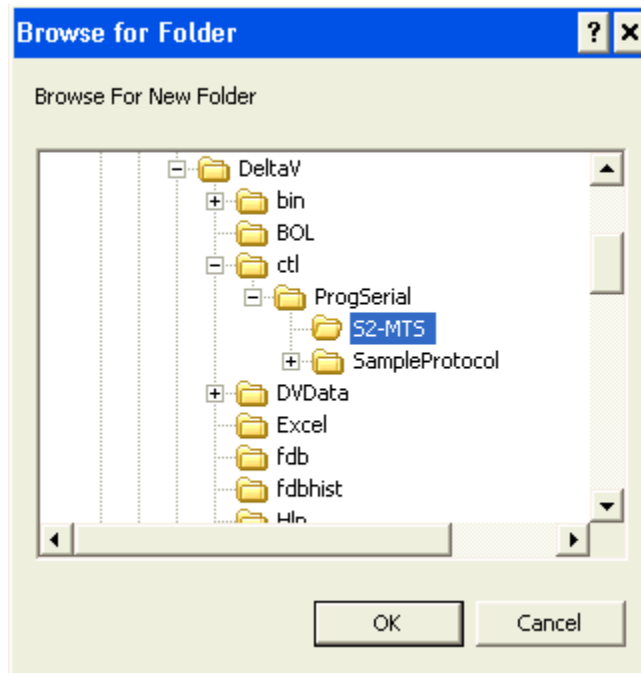 Browse for Folder
Browse For New Folder
DeltaV
bin
BOL
ctl
ProgSerial
S2-MTS
SampleProtocol
DVData
Excel
fdb
fdbhist
Hlp
OK Cancel